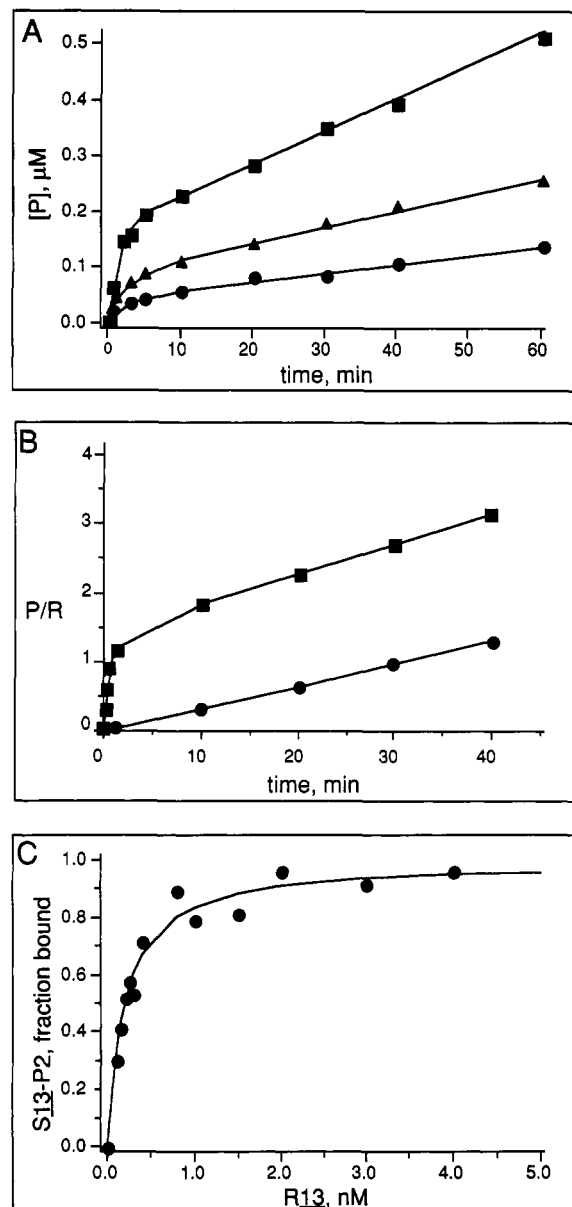 A
0.5
0.4
0.3
0.2
0.1
0.0
[P], μM
0 10 20 30 40 50 60
time, min
B
4
3
2
1
0
P/R
0 10 20 30 40
time, min
C
1.0
0.8
0.6
0.4
0.2
0.0
S13-P2, fraction bound
0.0 1.0 2.0 3.0 4.0 5.0
R13, nM